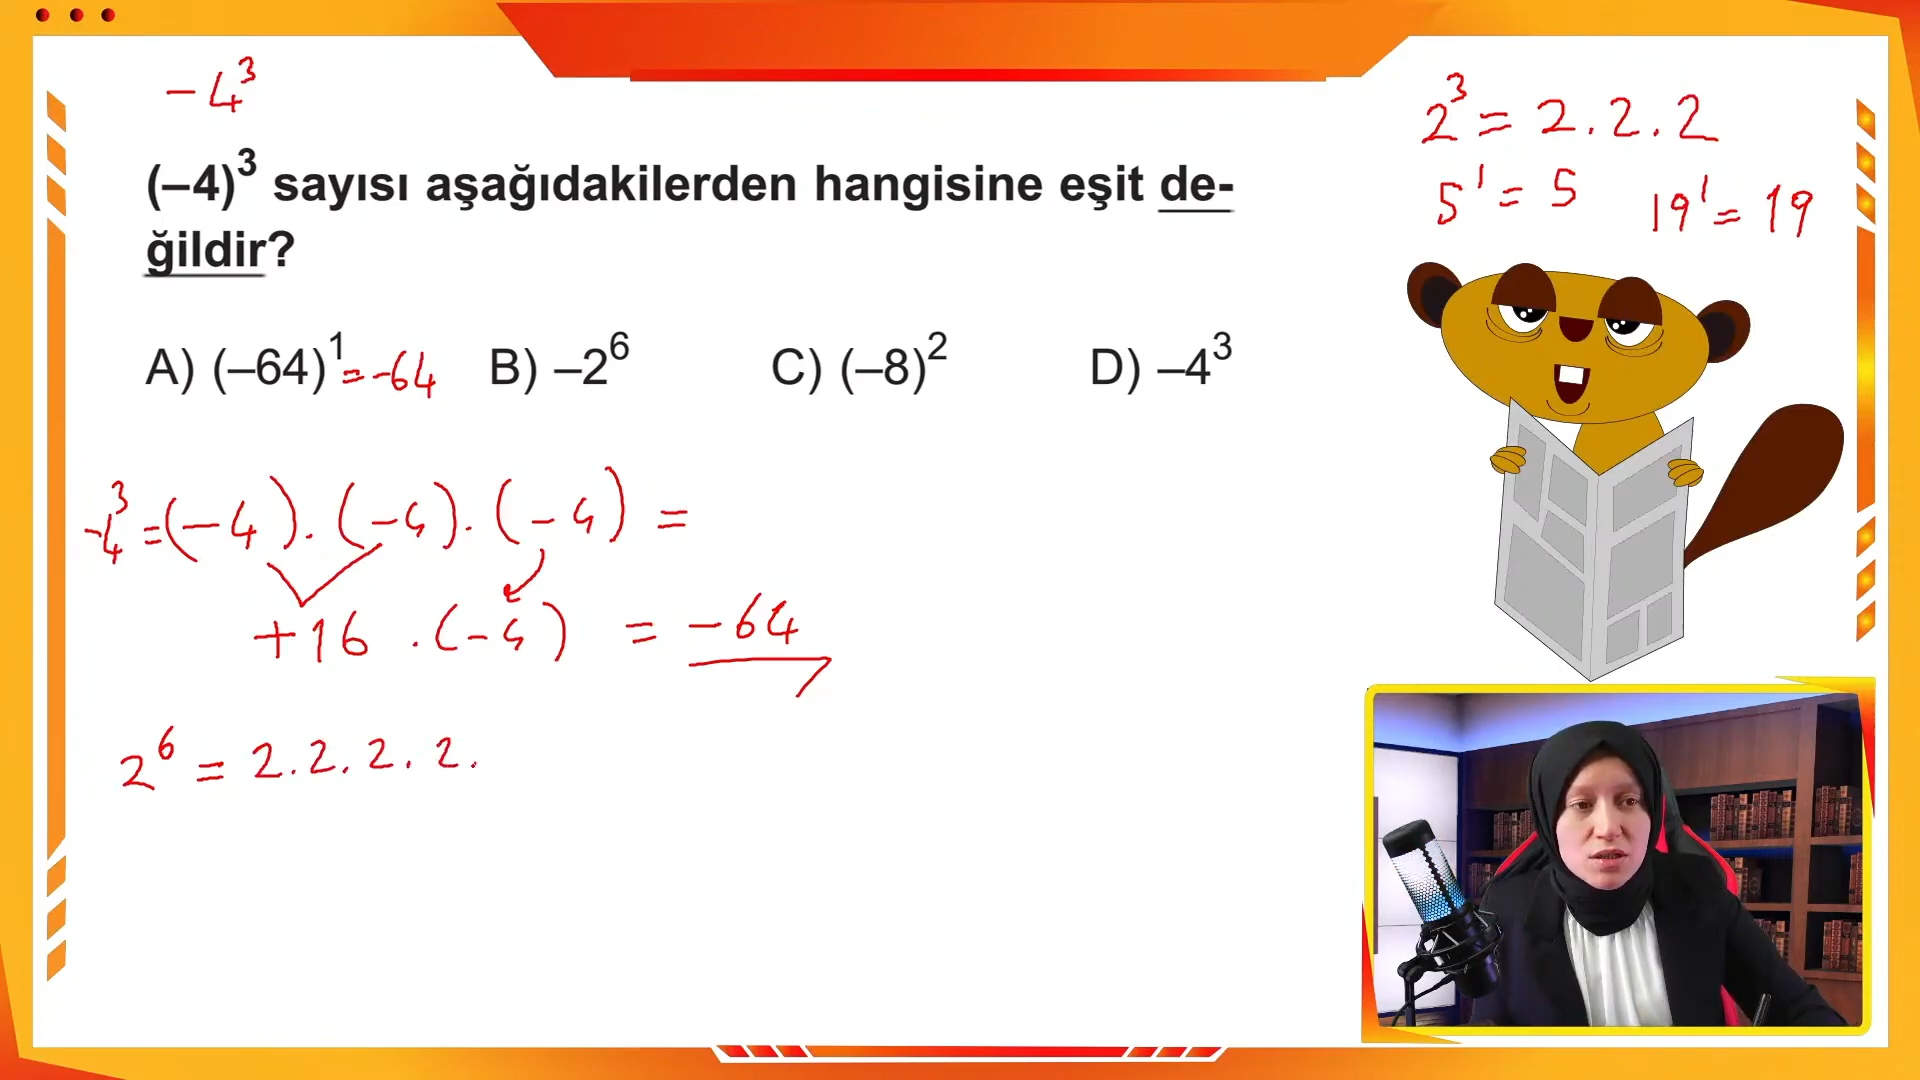 -4³
(–4)³ sayısı aşağıdakilerden hangisine eşit de-
ğildir?
A) (–64)¹ = -64 B) –2⁶ C) (–8)² D) –4³
-4³ = (-4).(-4).(-4) =
+16 .(-4) = -64
2⁶ = 2.2.2.2.
2³ = 2.2.2
5¹ = 5 19¹ = 19